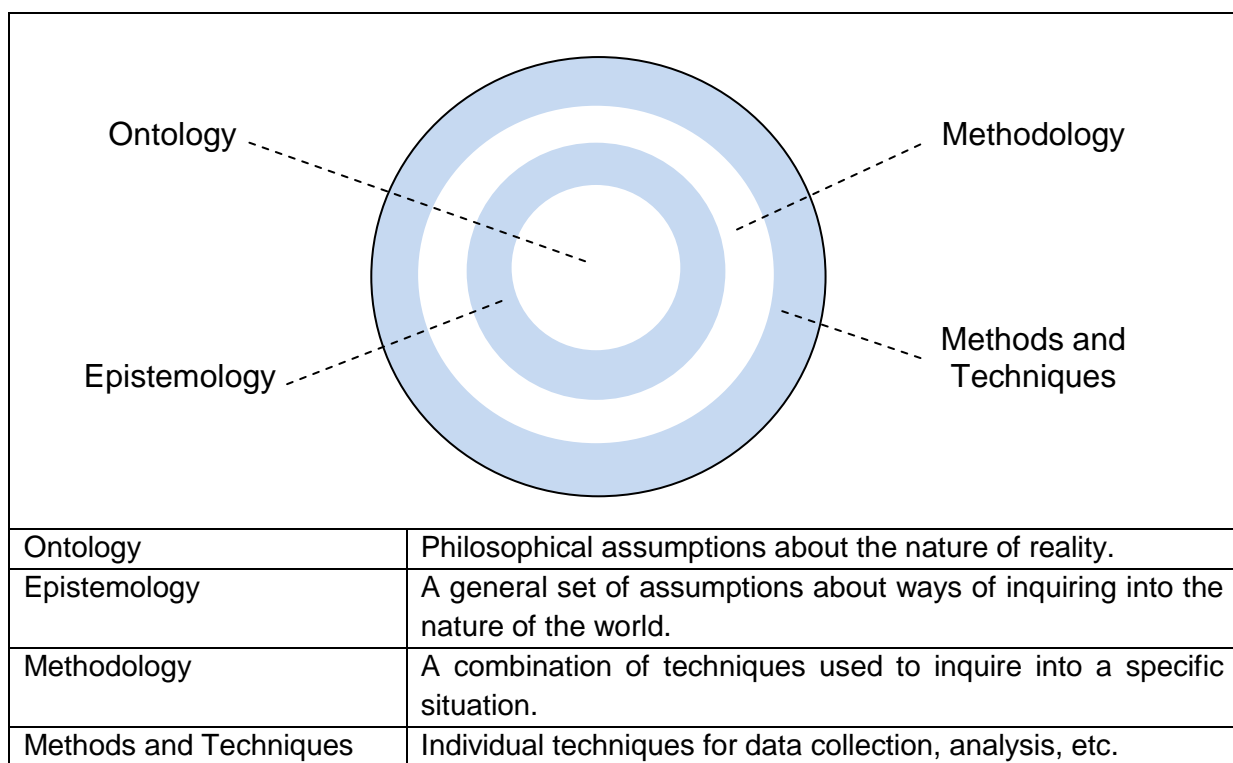 Ontology
Methodology
Epistemology
Methods and
Techniques
Ontology
Philosophical assumptions about the nature of reality.
Epistemology
A general set of assumptions about ways of inquiring into the
nature of the world.
Methodology
A combination of techniques used to inquire into a specific
situation.
Methods and Techniques
Individual techniques for data collection, analysis, etc.